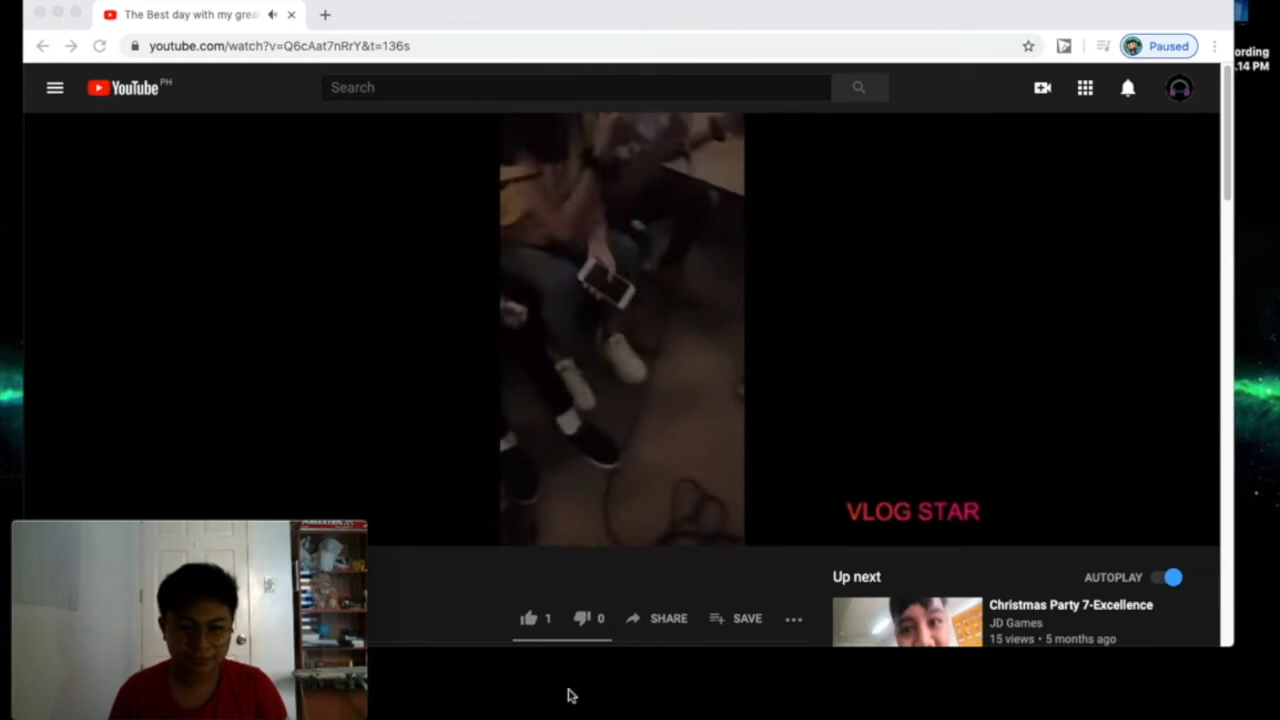 The Best day with my grea
youtube.com/watch?v=Q6cAat7nRrY&t=136s
Paused
ording
.14 PM
YouTube PH
Search
VLOG STAR
Up next
AUTOPLAY
1
0
SHARE
SAVE
Christmas Party 7-Excellence
JD Games
15 views • 5 months ago